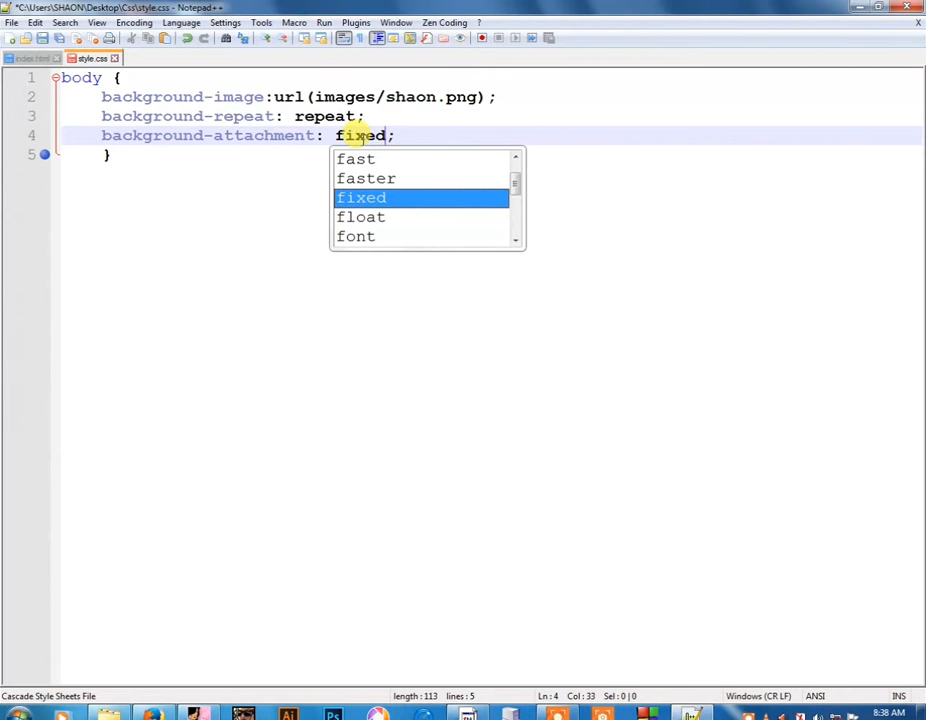 *C:\Users\SHAON\Desktop\Css\style.css - Notepad++
File Edit Search View Encoding Language Settings Tools Macro Run Plugins Window Zen Coding ? X
index.html style.css
1 body {
2 background-image:url(images/shaon.png);
3 background-repeat: repeat;
4 background-attachment: fixed;
5 }
fast
faster
fixed
float
font
Cascade Style Sheets File length : 113 lines : 5 Ln : 4 Col : 33 Sel : 0 | 0 Windows (CR LF) ANSI INS
Ai Ps 8:38 AM